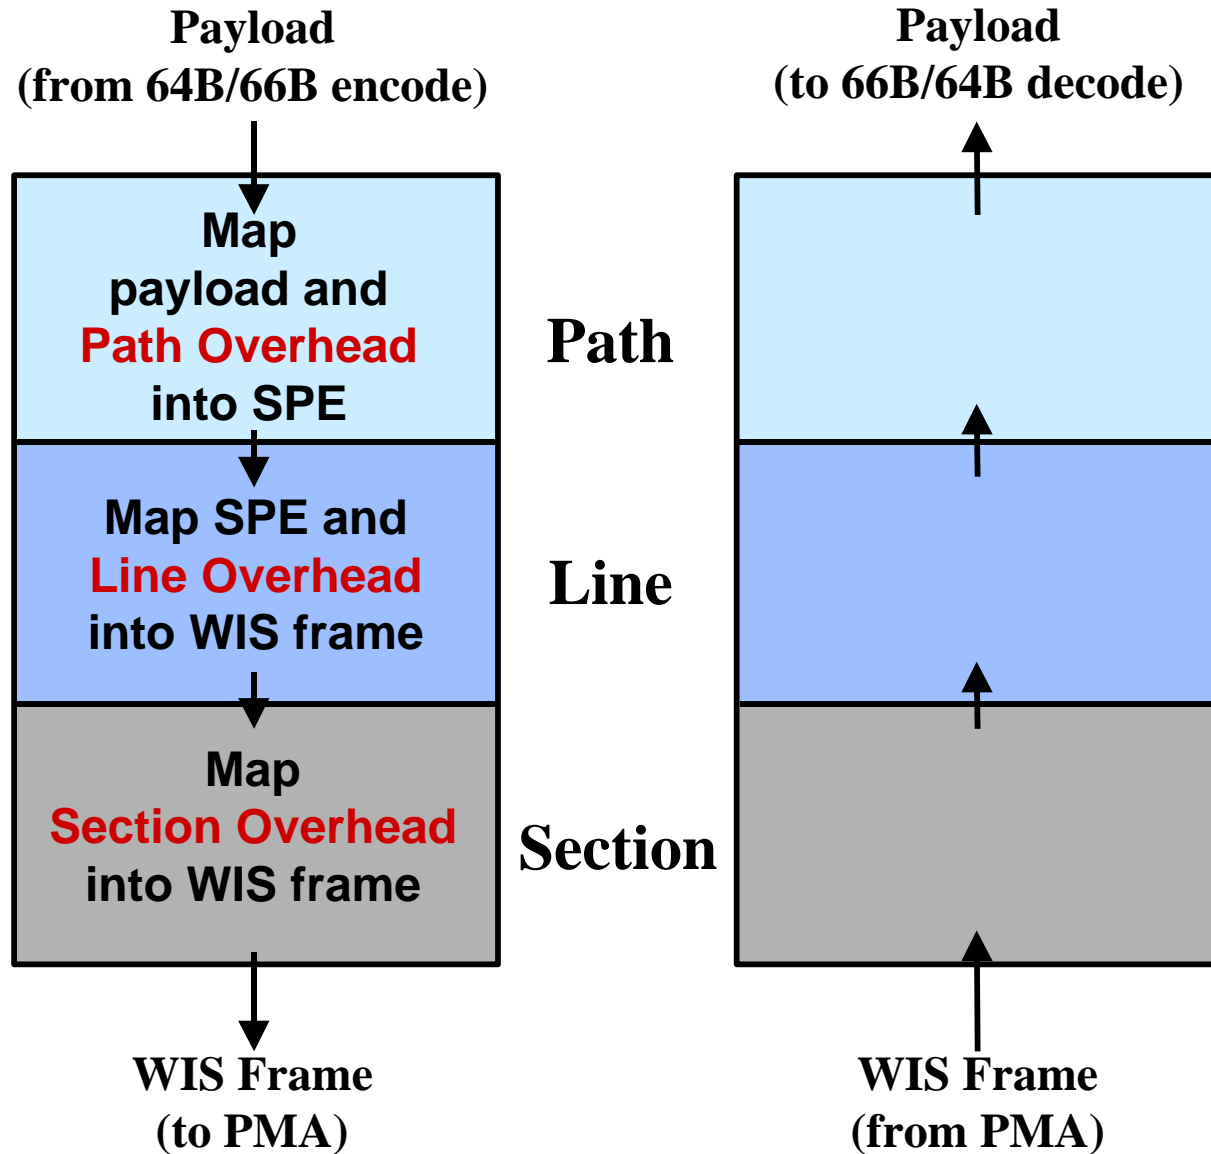 Payload
(from 64B/66B encode)
Payload
(to 66B/64B decode)
Map
payload and
Path Overhead
into SPE
Path
Map SPE and
Line Overhead
into WIS frame
Line
Map
Section Overhead
into WIS frame
Section
WIS Frame
(to PMA)
WIS Frame
(from PMA)